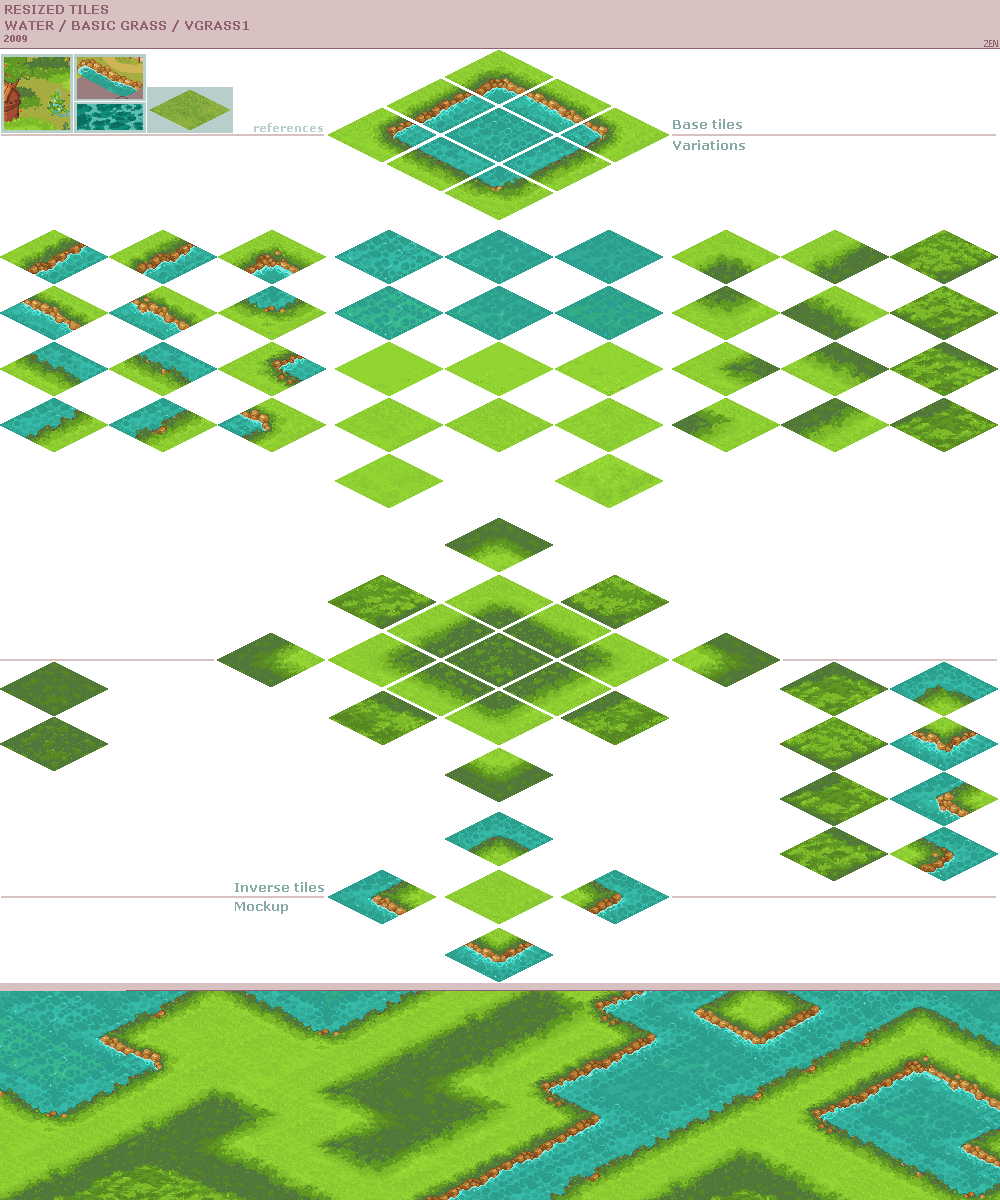 RESIZED TILES
WATER / BASIC GRASS / VGRASS1
2009
ZEN
references
Base tiles
Variations
Inverse tiles
Mockup